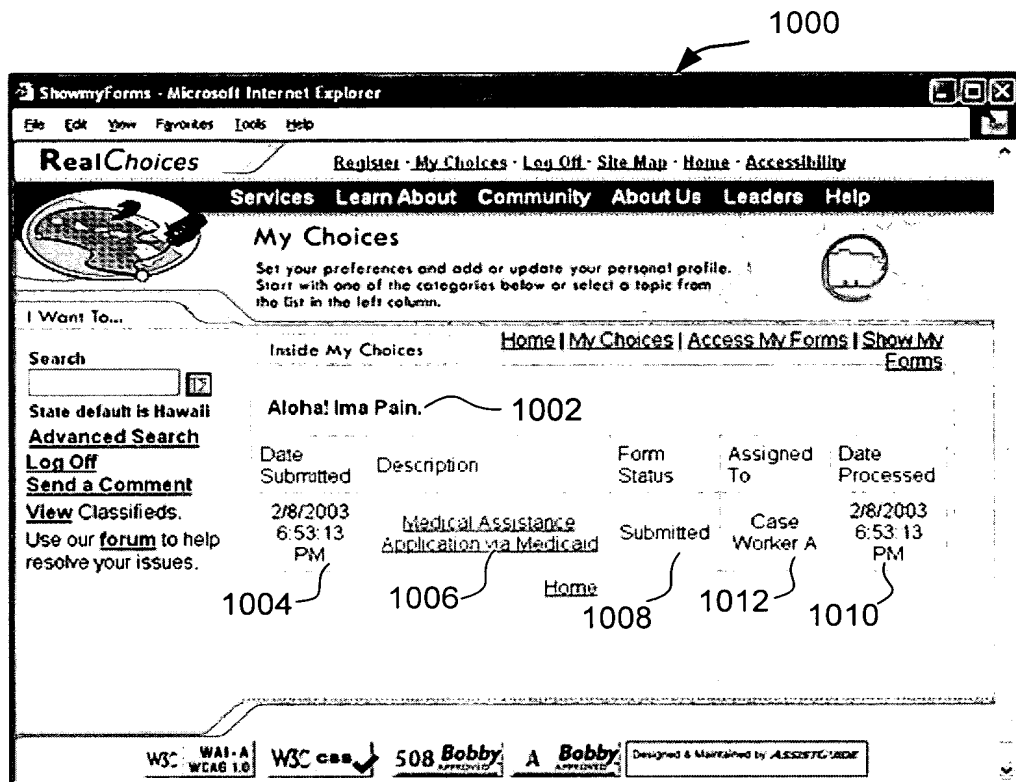 1000
ShowmyForms - Microsoft Internet Explorer
File Edit View Favorites Tools Help
RealChoices
Register · My Choices · Log Off · Site Map · Home · Accessibility
Services Learn About Community About Us Leaders Help
My Choices
Set your preferences and add or update your personal profile.
Start with one of the categories below or select a topic from
the list in the left column.
I Want To...
Inside My Choices
Home | My Choices | Access My Forms | Show My
Forms
Search
State default is Hawaii
Advanced Search
Log Off
Send a Comment
View Classifieds.
Use our forum to help
resolve your issues.
Aloha! Ima Pain.
1002
Date
Submitted
Description
Form
Status
Assigned
To
Date
Processed
2/8/2003
6:53:13
PM
Medical Assistance
Application via Medicaid
Submitted
Case
Worker A
2/8/2003
6:53:13
PM
Home
1004
1006
1008
1012
1010
W3C WAI-A
WCAG 1.0
W3C css
508 Bobby
APPROVED
A Bobby
APPROVED
Designed & Maintained by ASSISTGUIDE